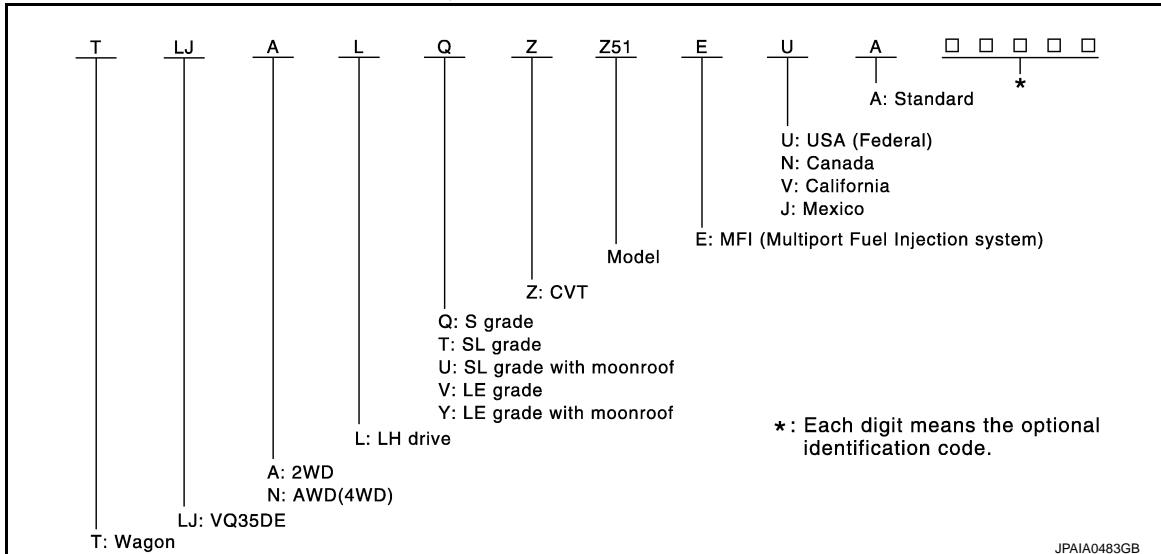 T LJ A L Q Z Z51 E U A □ □ □ □ □
*
A: Standard
U: USA (Federal)
N: Canada
V: California
J: Mexico
E: MFI (Multiport Fuel Injection system)
Model
Z: CVT
Q: S grade
T: SL grade
U: SL grade with moonroof
V: LE grade
Y: LE grade with moonroof
*: Each digit means the optional
identification code.
L: LH drive
A: 2WD
N: AWD(4WD)
LJ: VQ35DE
T: Wagon
JPAIA0483GB